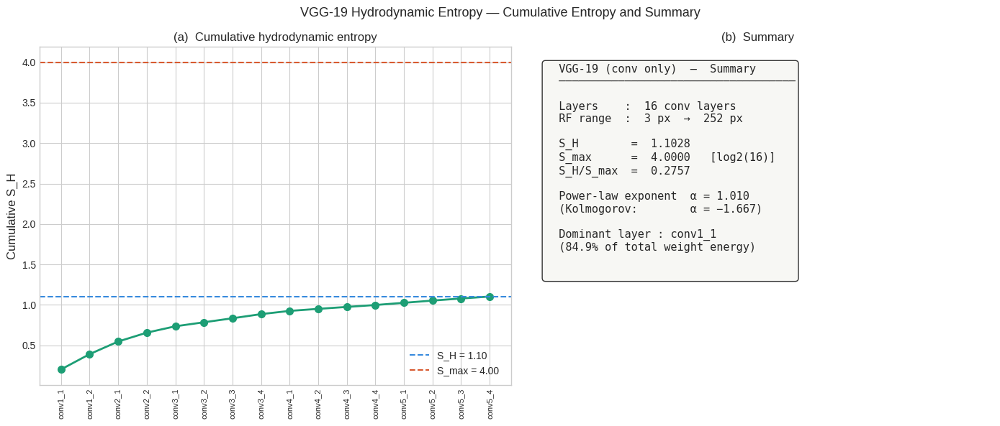 VGG-19 Hydrodynamic Entropy — Cumulative Entropy and Summary
(a)  Cumulative hydrodynamic entropy
Cumulative S_H
4.0
3.5
3.0
2.5
2.0
1.5
1.0
0.5
S_H = 1.10
S_max = 4.00
conv1_1
conv1_2
conv2_1
conv2_2
conv3_1
conv3_2
conv3_3
conv3_4
conv4_1
conv4_2
conv4_3
conv4_4
conv5_1
conv5_2
conv5_3
conv5_4
(b)  Summary
VGG-19 (conv only)  —  Summary
Layers    :  16 conv layers
RF range  :  3 px  →  252 px
S_H        =  1.1028
S_max      =  4.0000   [log2(16)]
S_H/S_max  =  0.2757
Power-law exponent  α = 1.010
(Kolmogorov:        α = −1.667)
Dominant layer : conv1_1
(84.9% of total weight energy)